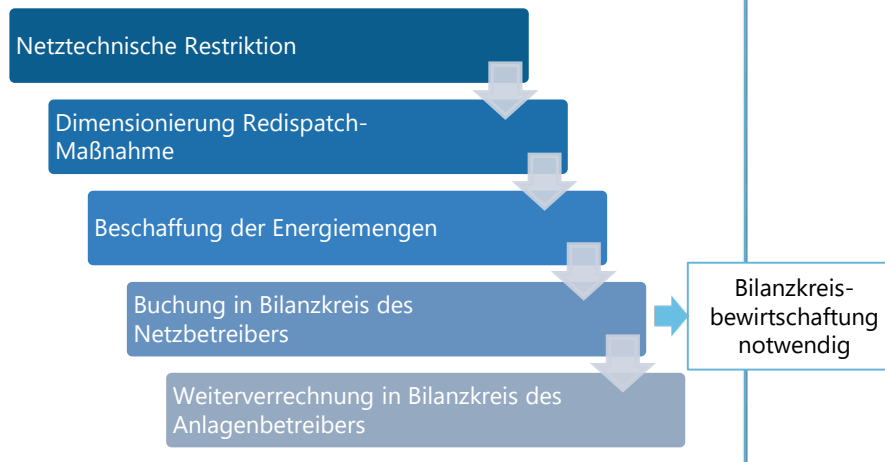 Netztechnische Restriktion
Dimensionierung Redispatch-
Maßnahme
Beschaffung der Energiemengen
Buchung in Bilanzkreis des
Netzbetreibers
Bilanzkreis-
bewirtschaftung
notwendig
Weiterverrechnung in Bilanzkreis des
Anlagenbetreibers